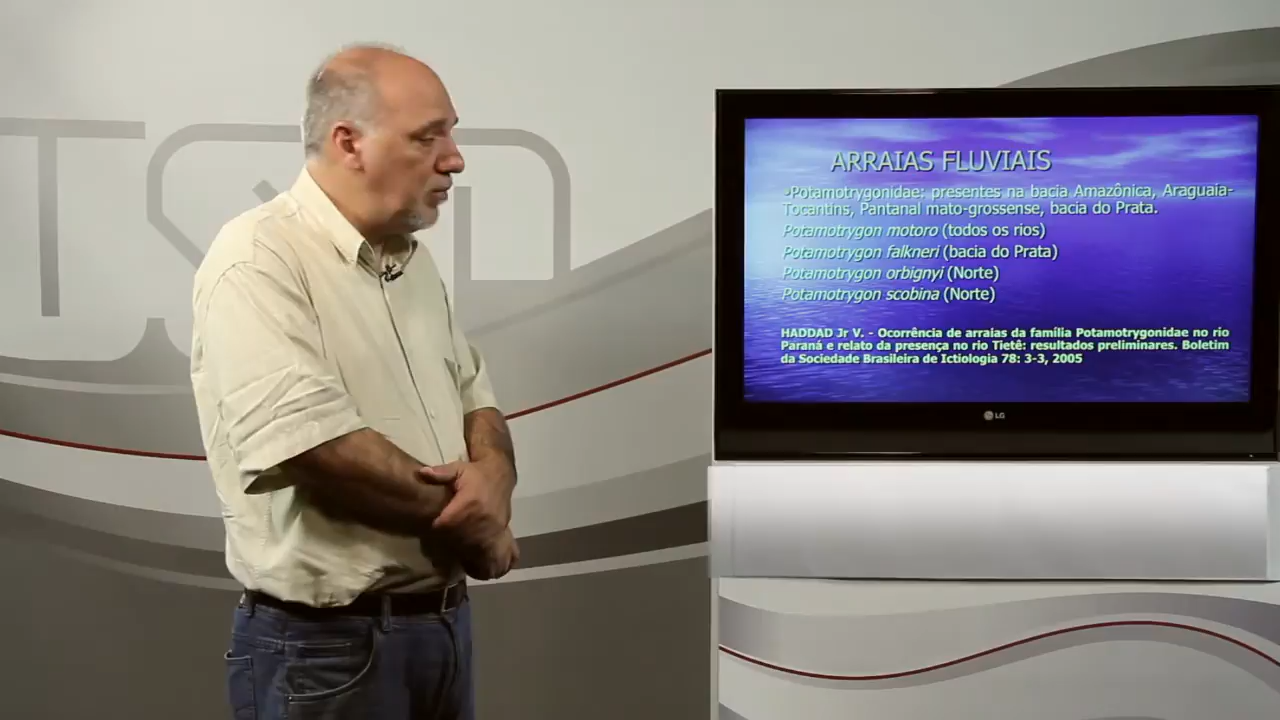 ARRAIAS FLUVIAIS
•Potamotrygonidae: presentes na bacia Amazônica, Araguaia-
Tocantins, Pantanal mato-grossense, bacia do Prata.
Potamotrygon motoro (todos os rios)
Potamotrygon falkneri (bacia do Prata)
Potamotrygon orbignyi (Norte)
Potamotrygon scobina (Norte)
HADDAD Jr V. - Ocorrência de arraias da família Potamotrygonidae no rio
Paraná e relato da presença no rio Tietê: resultados preliminares. Boletim
da Sociedade Brasileira de Ictiologia 78: 3-3, 2005
LG